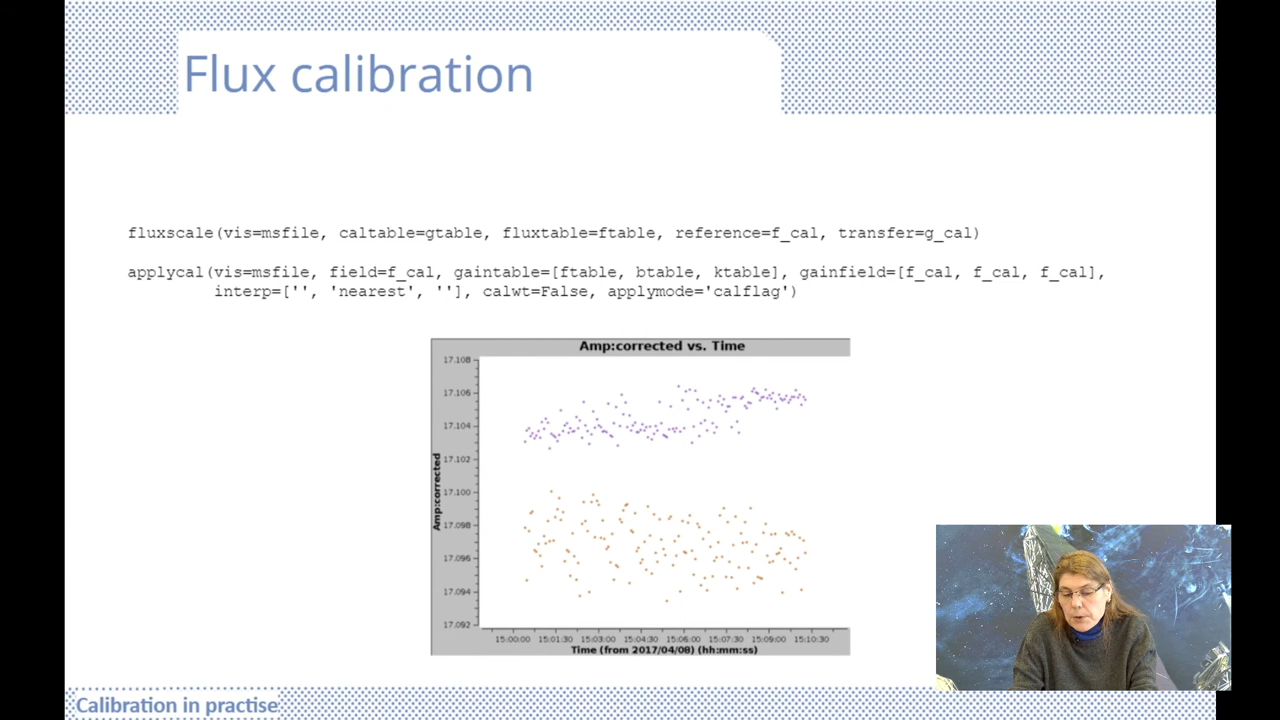 Flux calibration
fluxscale(vis=msfile, caltable=gtable, fluxtable=ftable, reference=f_cal, transfer=g_cal)
applycal(vis=msfile, field=f_cal, gaintable=[ftable, btable, ktable], gainfield=[f_cal, f_cal, f_cal],
interp=['', 'nearest', ''], calwt=False, applymode='calflag')
Amp:corrected vs. Time
17.108
17.106
17.104
17.102
17.100
17.098
17.096
17.094
17.092
Amp:corrected
15:00:00 15:01:30 15:03:00 15:04:30 15:06:00 15:07:30 15:09:00 15:10:30
Time (from 2017/04/08) (hh:mm:ss)
Calibration in practise